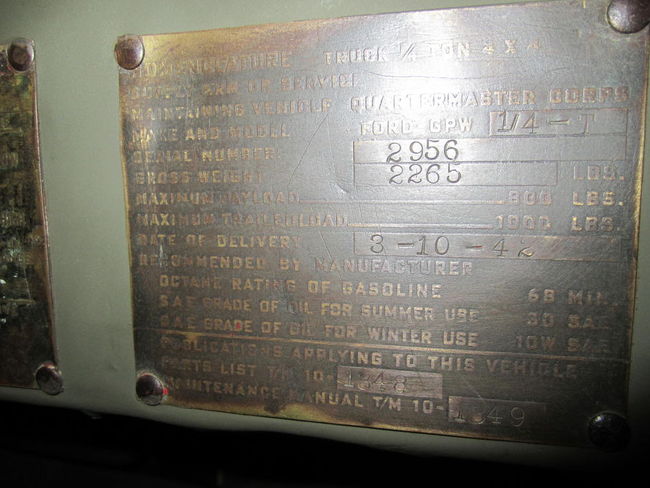 NOMENCLATURE TRUCK 1/4 TON 4 X 4
SUPPLY ARM OR SERVICE
MAINTAINING VEHICLE QUARTERMASTER CORPS
MAKE AND MODEL FORD GPW 1/4-T
SERIAL NUMBER: 2956
GROSS WEIGHT 2265 LBS.
MAXIMUM PAYLOAD 800 LBS.
MAXIMUM TRAILED LOAD 1000 LBS.
DATE OF DELIVERY 3-10-42
RECOMMENDED BY MANUFACTURER
OCTANE RATING OF GASOLINE 68 MIN.
S A E GRADE OF OIL FOR SUMMER USE 30 SAE
S A E GRADE OF OIL FOR WINTER USE 10W SAE
PUBLICATIONS APPLYING TO THIS VEHICLE
PARTS LIST T/M 10-1348
MAINTENANCE MANUAL T/M 10-1349